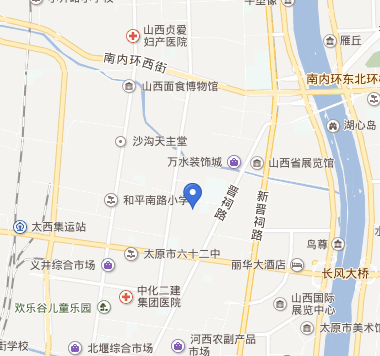 山西贞爱
妇产医院
雁丘
南内环西街
南内环东北环
山西面食博物馆
湖心岛
沙沟天主堂
万水装饰城
山西省展览馆
和平南路小学
晋祠路
新晋祠路
太西集运站
鸟尊
太原市六十二中
义井综合市场
丽华大酒店
长风大桥
中化二建
集团医院
欢乐谷儿童乐园
山西国际
展览中心
太原市美术
街学校
北堰综合市场
河西农副产品
市场